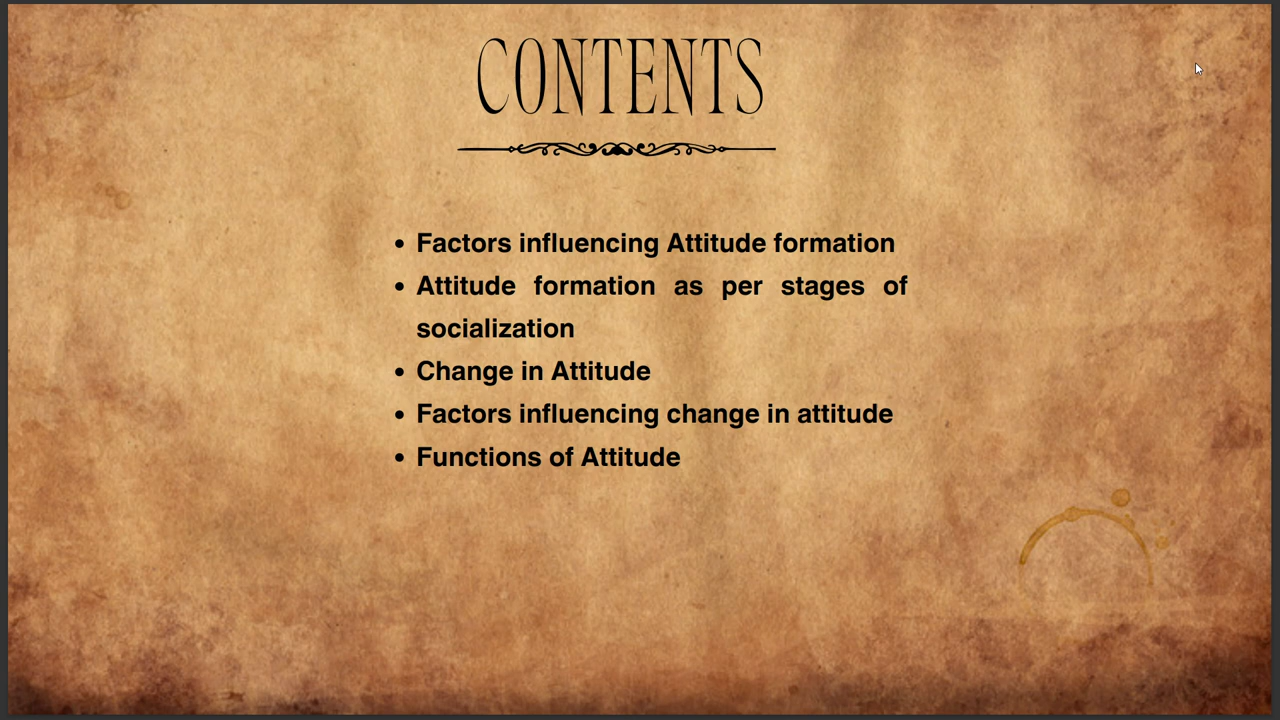 CONTENTS
• Factors influencing Attitude formation
• Attitude formation as per stages of
socialization
• Change in Attitude
• Factors influencing change in attitude
• Functions of Attitude